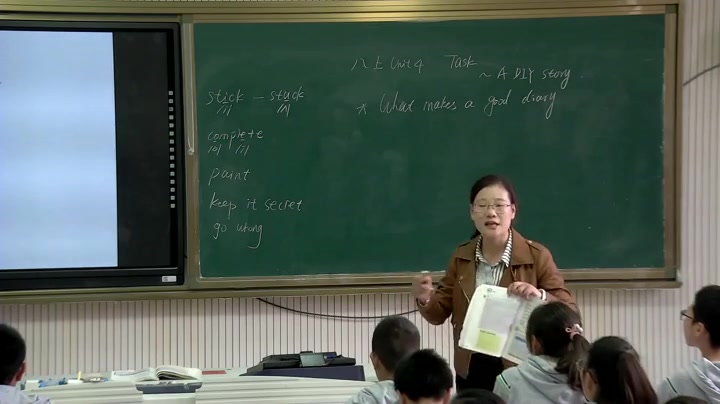 八上 Unit 4 Task
~ A DIY story
* What makes a good diary
stick - stuck
/ɪ/ /ʌ/
complete
/ə/ /iː/
paint
keep it secret
go wrong